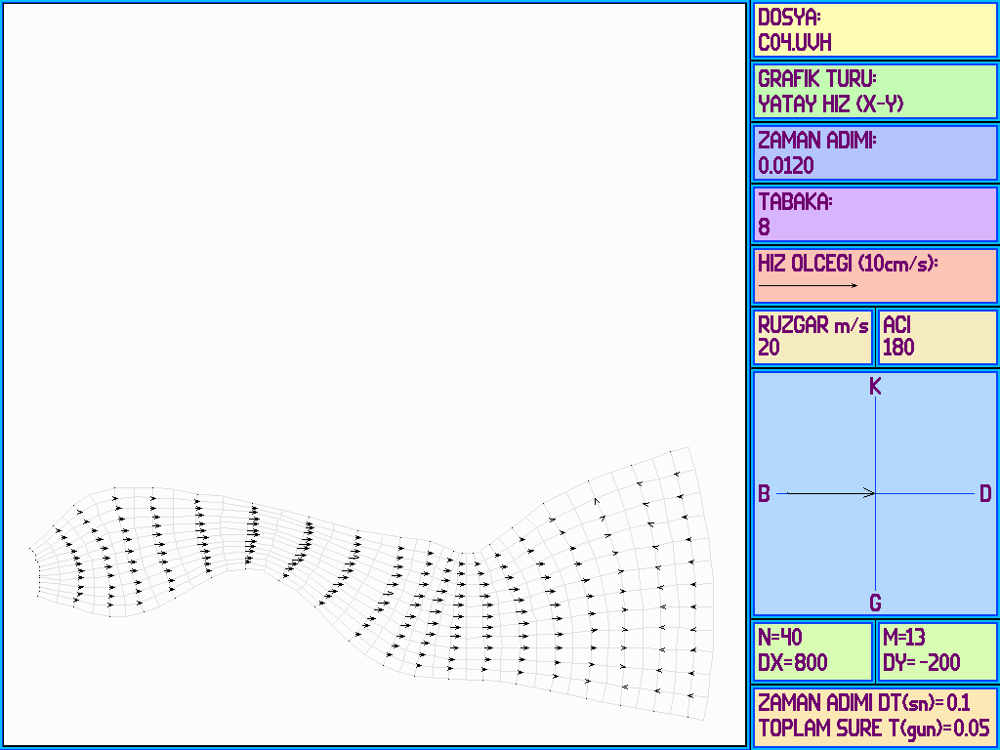 DOSYA:
C04.UVH
GRAFIK TURU:
YATAY HIZ (X-Y)
ZAMAN ADIMI:
0.0120
TABAKA:
8
HIZ OLCEGI (10cm/s):
RUZGAR m/s
20
ACI
180
K
B
D
G
N=40
DX=800
M=13
DY=-200
ZAMAN ADIMI DT(sn)=0.1
TOPLAM SURE T(gun)=0.05